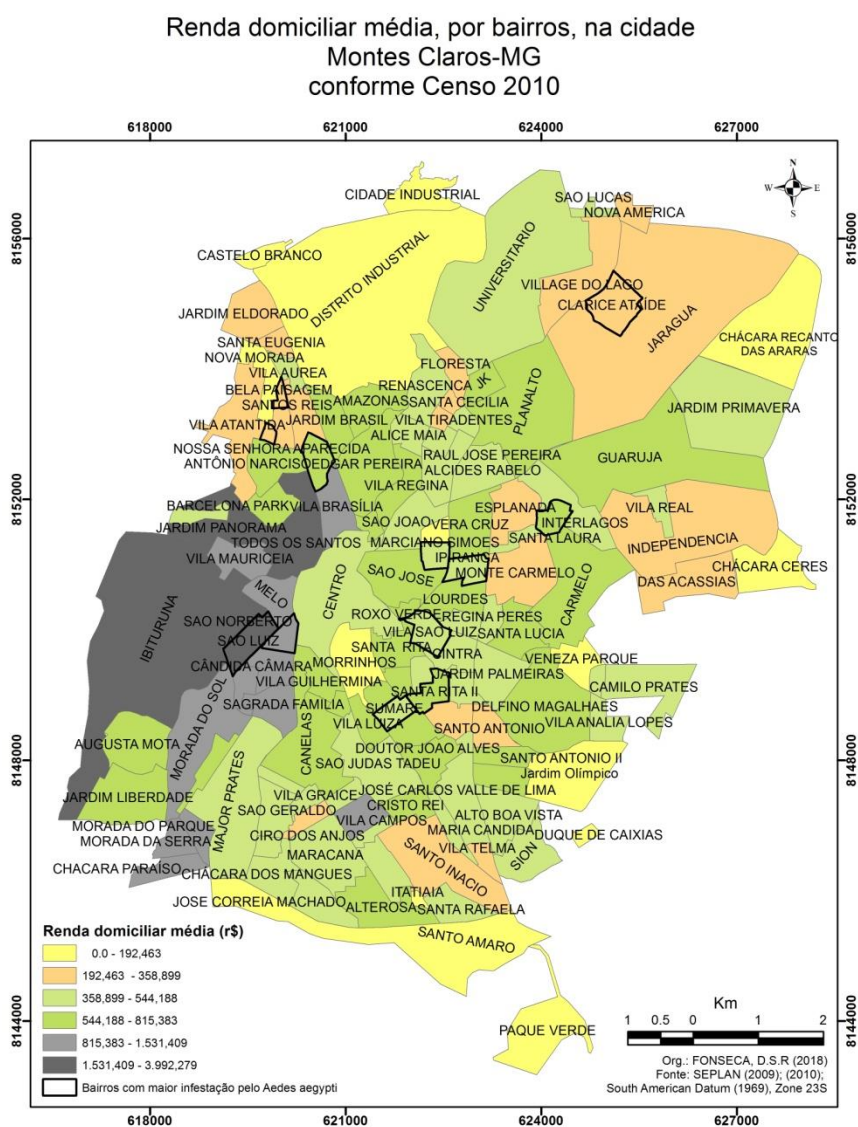 Renda domiciliar média, por bairros, na cidade
Montes Claros-MG
conforme Censo 2010
618000 621000 624000 627000
8156000 8156000
8152000 8152000
8148000 8148000
8144000 8144000
N
W E
S
CIDADE INDUSTRIAL
SAO LUCAS
NOVA AMERICA
CASTELO BRANCO
DISTRITO INDUSTRIAL
UNIVERSITARIO
VILLAGE DO LAGO
CLARICE ATAÍDE
JARAGUA
JARDIM ELDORADO
SANTA EUGENIA
NOVA MORADA
VILA AUREA
CHÁCARA RECANTO
DAS ARARAS
FLORESTA
BELA PAISAGEM
RENASCENCA
JK
SANTOS REIS
AMAZONAS
SANTA CECILIA
PLANALTO
JARDIM PRIMAVERA
VILA ATANTIDA
JARDIM BRASIL
VILA TIRADENTES
ALICE MAIA
NOSSA SENHORA APARECIDA
RAUL JOSE PEREIRA
GUARUJA
ANTÔNIO NARCISO
EDGAR PEREIRA
ALCIDES RABELO
VILA REGINA
BARCELONA PARK
VILA BRASÍLIA
ESPLANADA
VILA REAL
JARDIM PANORAMA
SAO JOAO
VERA CRUZ
INTERLAGOS
TODOS OS SANTOS
MARCIANO SIMOES
SANTA LAURA
INDEPENDENCIA
VILA MAURICEIA
IPIRANGA
MONTE CARMELO
CHÁCARA CERES
DAS ACASSIAS
MELO
CENTRO
SAO JOSE
CARMELO
LOURDES
IBITURUNA
SAO NORBERTO
ROXO VERDE
REGINA PERES
SAO LUIZ
VILA SAO LUIZ
SANTA LUCIA
SANTA RITA
CINTRA
CÂNDIDA CÂMARA
MORRINHOS
VENEZA PARQUE
VILA GUILHERMINA
JARDIM PALMEIRAS
CAMILO PRATES
MORADA DO SOL
SANTA RITA II
SAGRADA FAMILIA
SUMARE
DELFINO MAGALHAES
VILA LUIZA
SANTO ANTONIO
VILA ANALIA LOPES
AUGUSTA MOTA
CANELAS
DOUTOR JOAO ALVES
SAO JUDAS TADEU
SANTO ANTONIO II
Jardim Olímpico
JARDIM LIBERDADE
MAJOR PRATES
VILA GRAICE
JOSÉ CARLOS VALLE DE LIMA
SAO GERALDO
CRISTO REI
MORADA DO PARQUE
VILA CAMPOS
ALTO BOA VISTA
MORADA DA SERRA
CIRO DOS ANJOS
MARIA CANDIDA
DUQUE DE CAIXIAS
VILA TELMA
SION
CHACARA PARAÍSO
MARACANA
SANTO INACIO
CHÁCARA DOS MANGUES
ITATIAIA
JOSE CORREIA MACHADO
ALTEROSA
SANTA RAFAELA
SANTO AMARO
PAQUE VERDE
Renda domiciliar média (r$)
0.0 - 192,463
192,463 - 358,899
358,899 - 544,188
544,188 - 815,383
815,383 - 1.531,409
1.531,409 - 3.992,279
Bairros com maior infestação pelo Aedes aegypti
Km
1 0.5 0 1 2
Org.: FONSECA, D.S.R (2018)
Fonte: SEPLAN (2009); (2010);
South American Datum (1969), Zone 23S
618000 621000 624000 627000